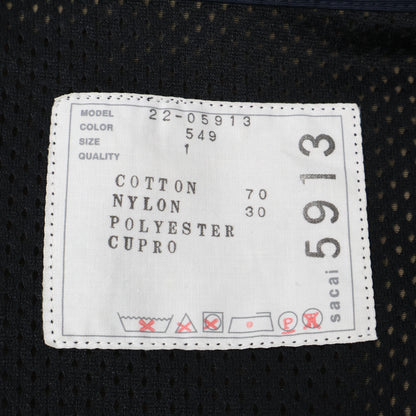 MODEL 22-05913
COLOR 549
SIZE 1
QUALITY
COTTON 70
NYLON 30
POLYESTER
CUPRO
sacai 5913
P